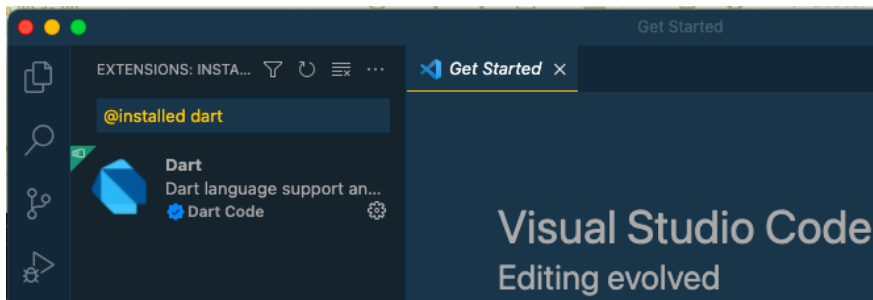 Get Started
EXTENSIONS: INSTA...
Get Started
@installed dart
Dart
Dart language support an...
Dart Code
Visual Studio Code
Editing evolved